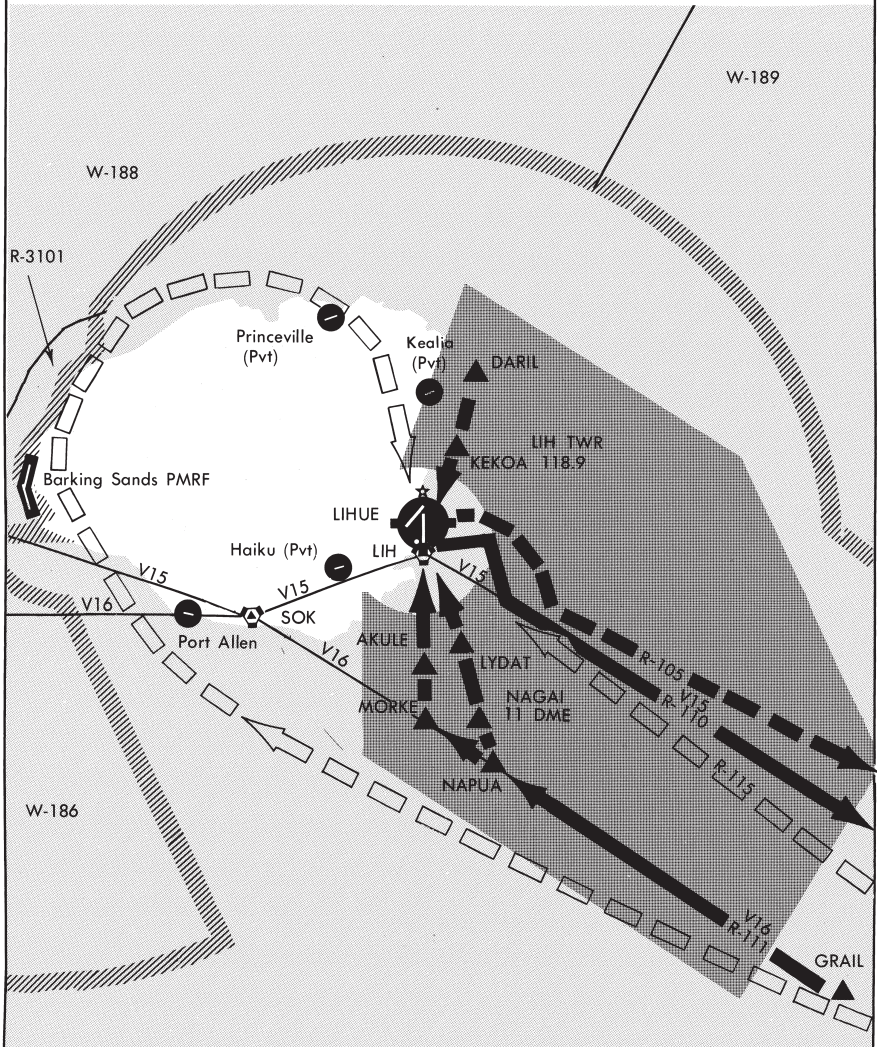 W-189
W-188
R-3101
Princeville
(Pvt)
Kealia
(Pvt)
DARIL
LIH TWR
KEKOA 118.9
Barking Sands PMRF
LIHUE
Haiku (Pvt)
LIH
V15
V15
V15
V16
SOK
Port Allen
V16
AKULE
LYDAT
R-105
V15
R-110
NAGAI
11 DME
MORKE
R-115
NAPUA
W-186
V16
R-111
GRAIL